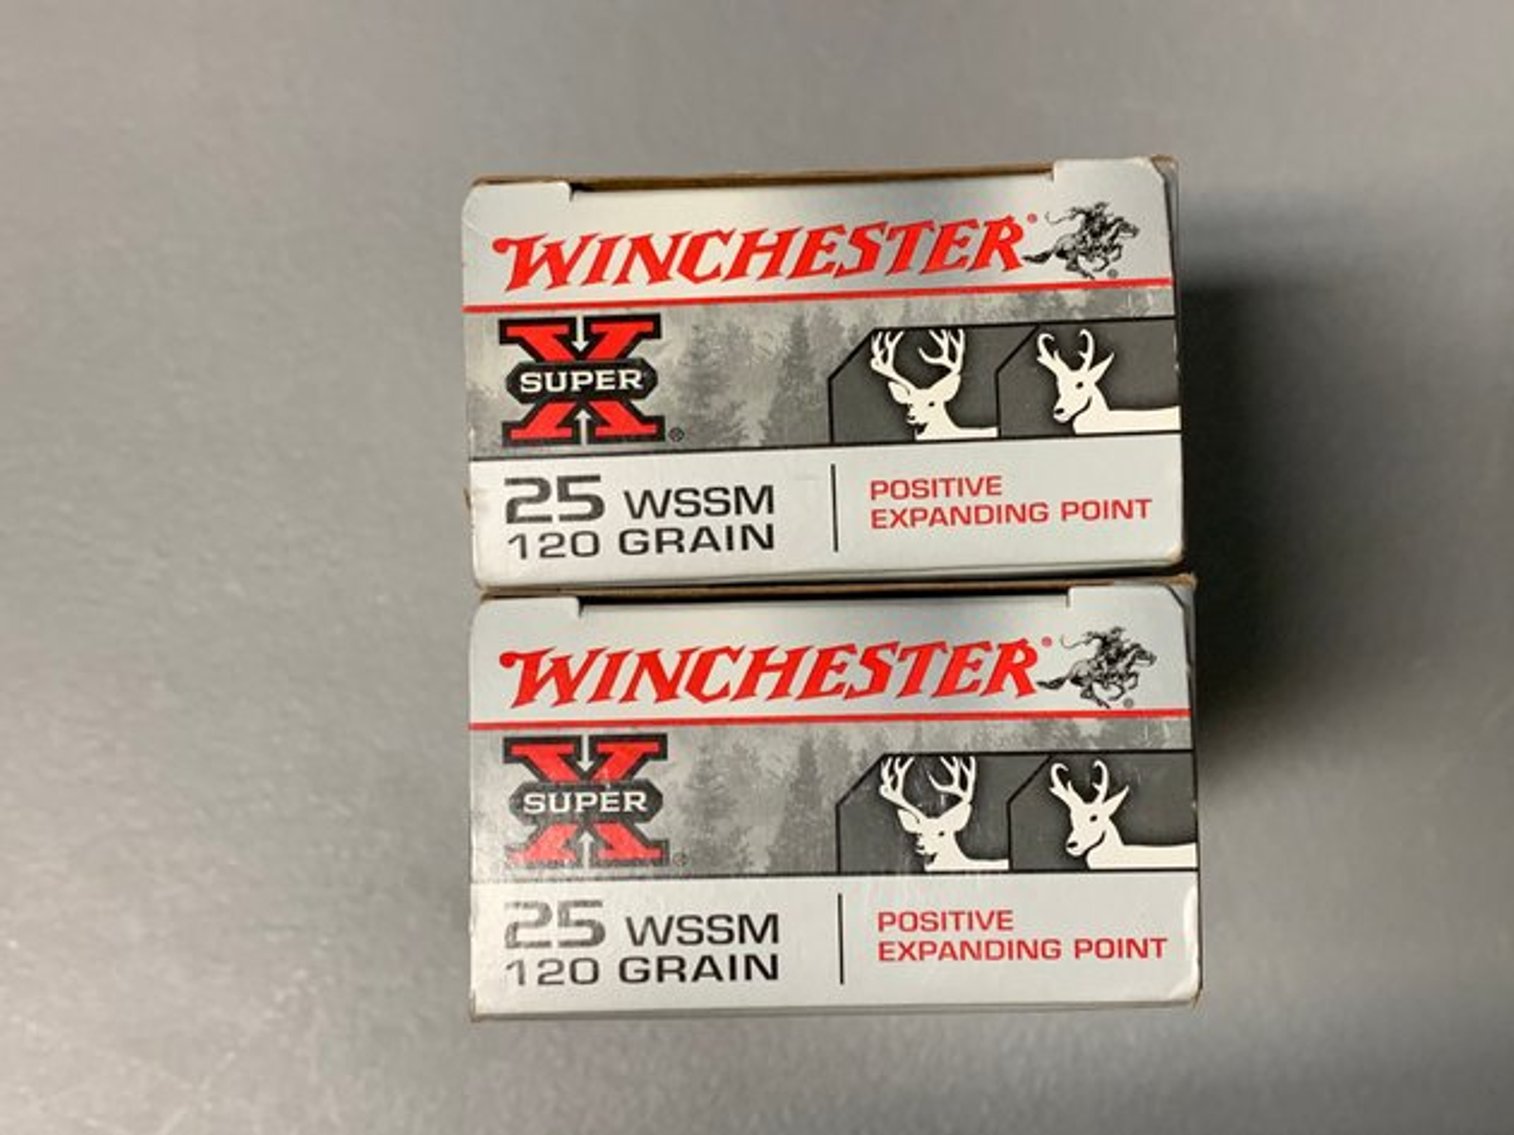 WINCHESTER®
X
SUPER
®
25 WSSM
120 GRAIN
POSITIVE
EXPANDING POINT
WINCHESTER®
X
SUPER
®
25 WSSM
120 GRAIN
POSITIVE
EXPANDING POINT